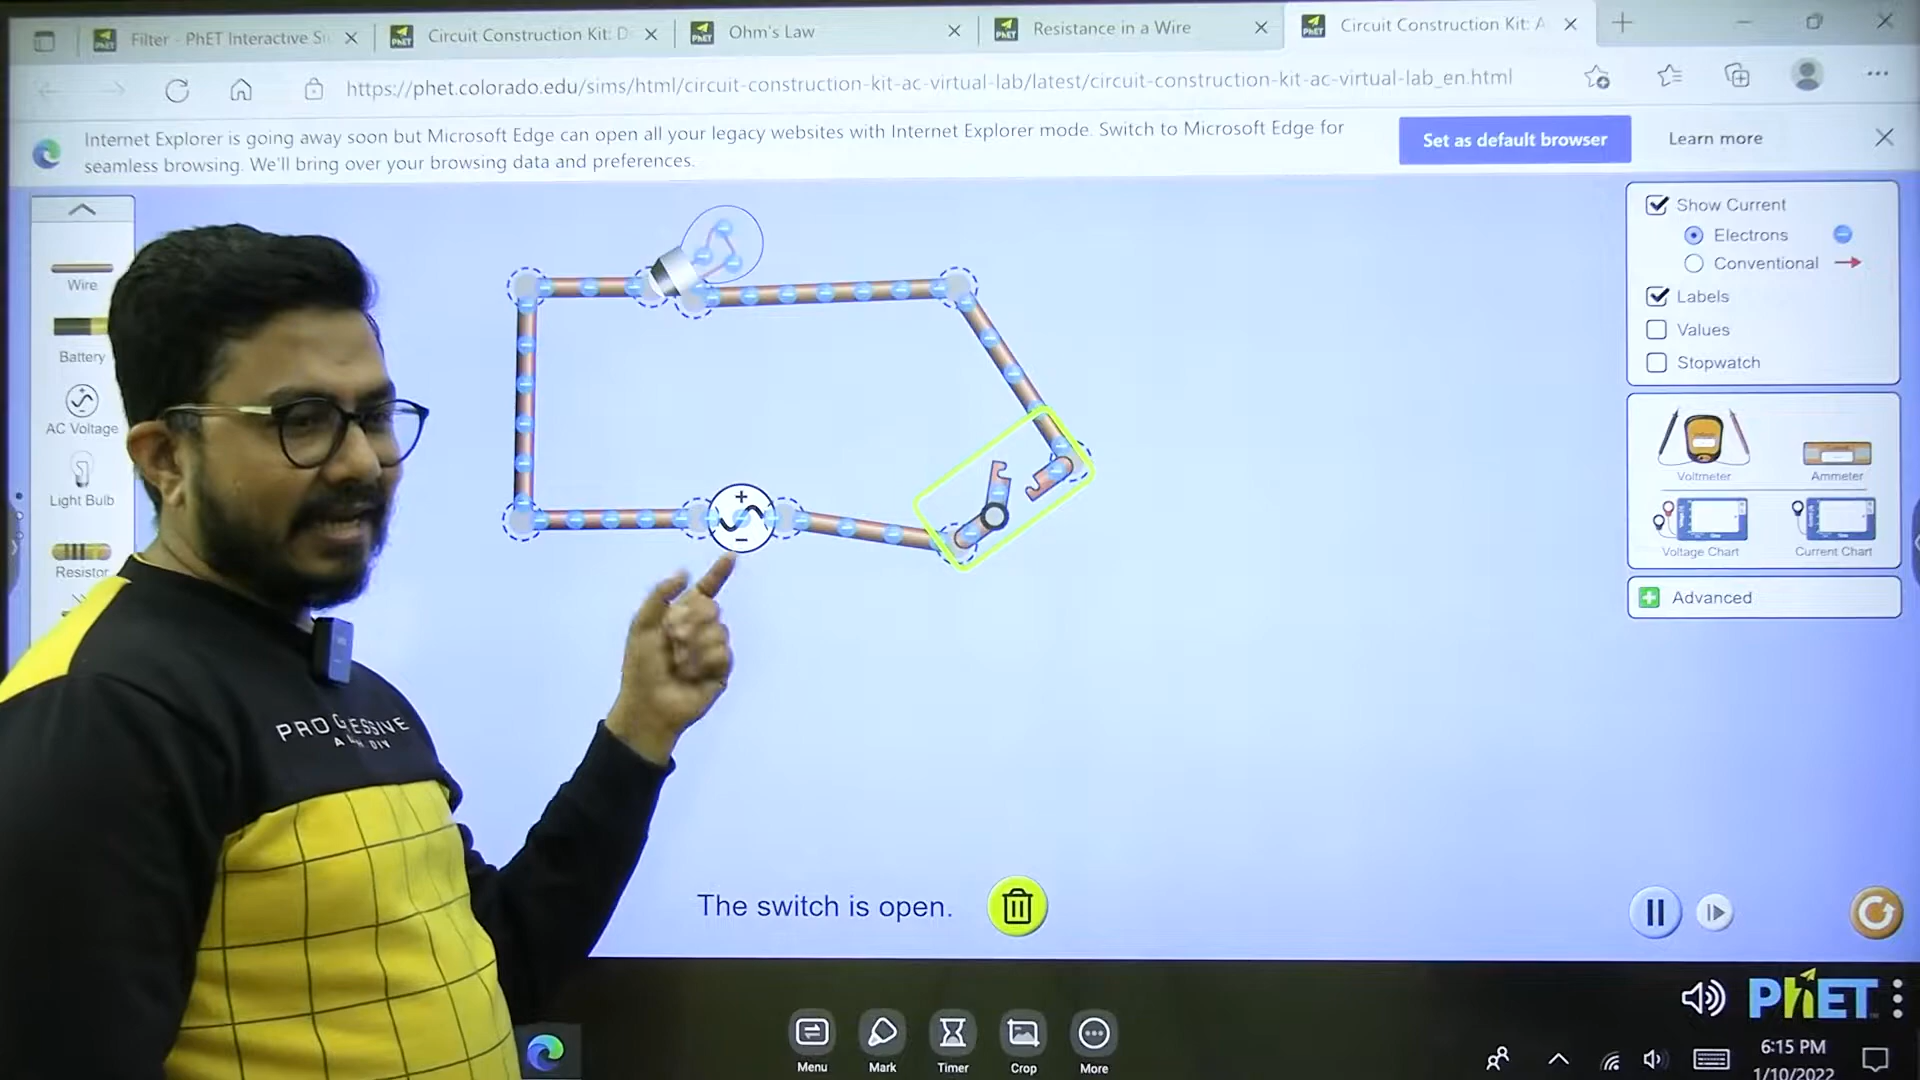 Filter - PhET Interactive Si
Circuit Construction Kit: D
Ohm's Law
Resistance in a Wire
Circuit Construction Kit: A
https://phet.colorado.edu/sims/html/circuit-construction-kit-ac-virtual-lab/latest/circuit-construction-kit-ac-virtual-lab_en.html
Internet Explorer is going away soon but Microsoft Edge can open all your legacy websites with Internet Explorer mode. Switch to Microsoft Edge for
seamless browsing. We'll bring over your browsing data and preferences.
Set as default browser
Learn more
Wire
Battery
AC Voltage
Light Bulb
Resistor
Show Current
Electrons
Conventional
Labels
Values
Stopwatch
Voltmeter
Ammeter
Voltage Chart
Current Chart
Advanced
PROGRESSIVE
The switch is open.
PhET
Menu
Mark
Timer
Crop
More
6:15 PM
1/10/2022